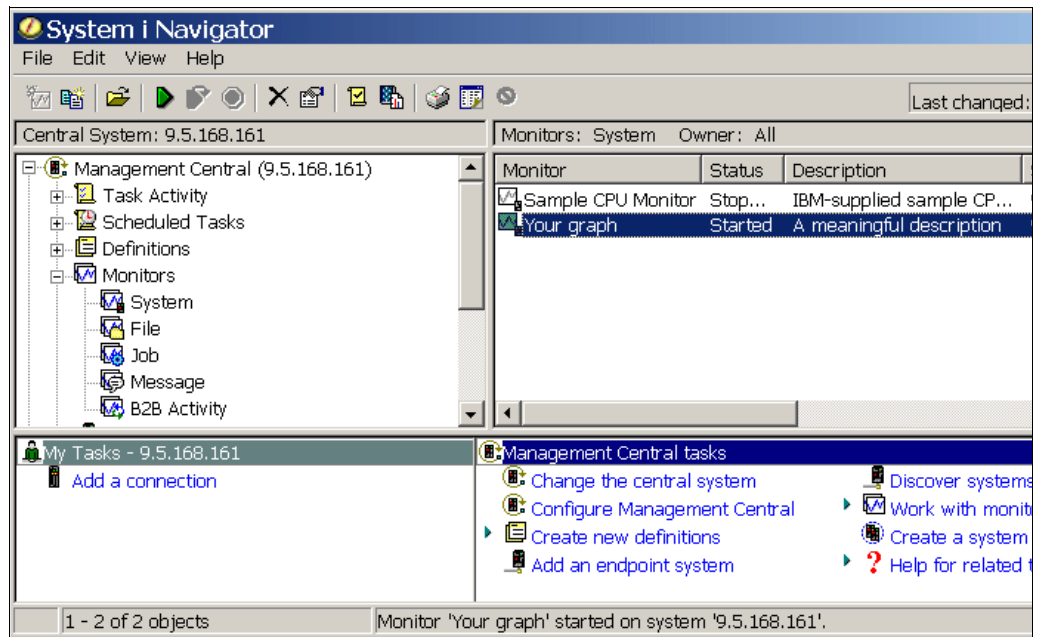 System i Navigator
File Edit View Help
Last changed:
Central System: 9.5.168.161
Monitors: System Owner: All
Management Central (9.5.168.161)
Task Activity
Scheduled Tasks
Definitions
Monitors
System
File
Job
Message
B2B Activity
Monitor Status Description
Sample CPU Monitor Stop... IBM-supplied sample CP...
Your graph Started A meaningful description
My Tasks - 9.5.168.161
Add a connection
Management Central tasks
Change the central system
Configure Management Central
Create new definitions
Add an endpoint system
Discover systems
Work with monit
Create a system
Help for related t
1 - 2 of 2 objects
Monitor 'Your graph' started on system '9.5.168.161'.